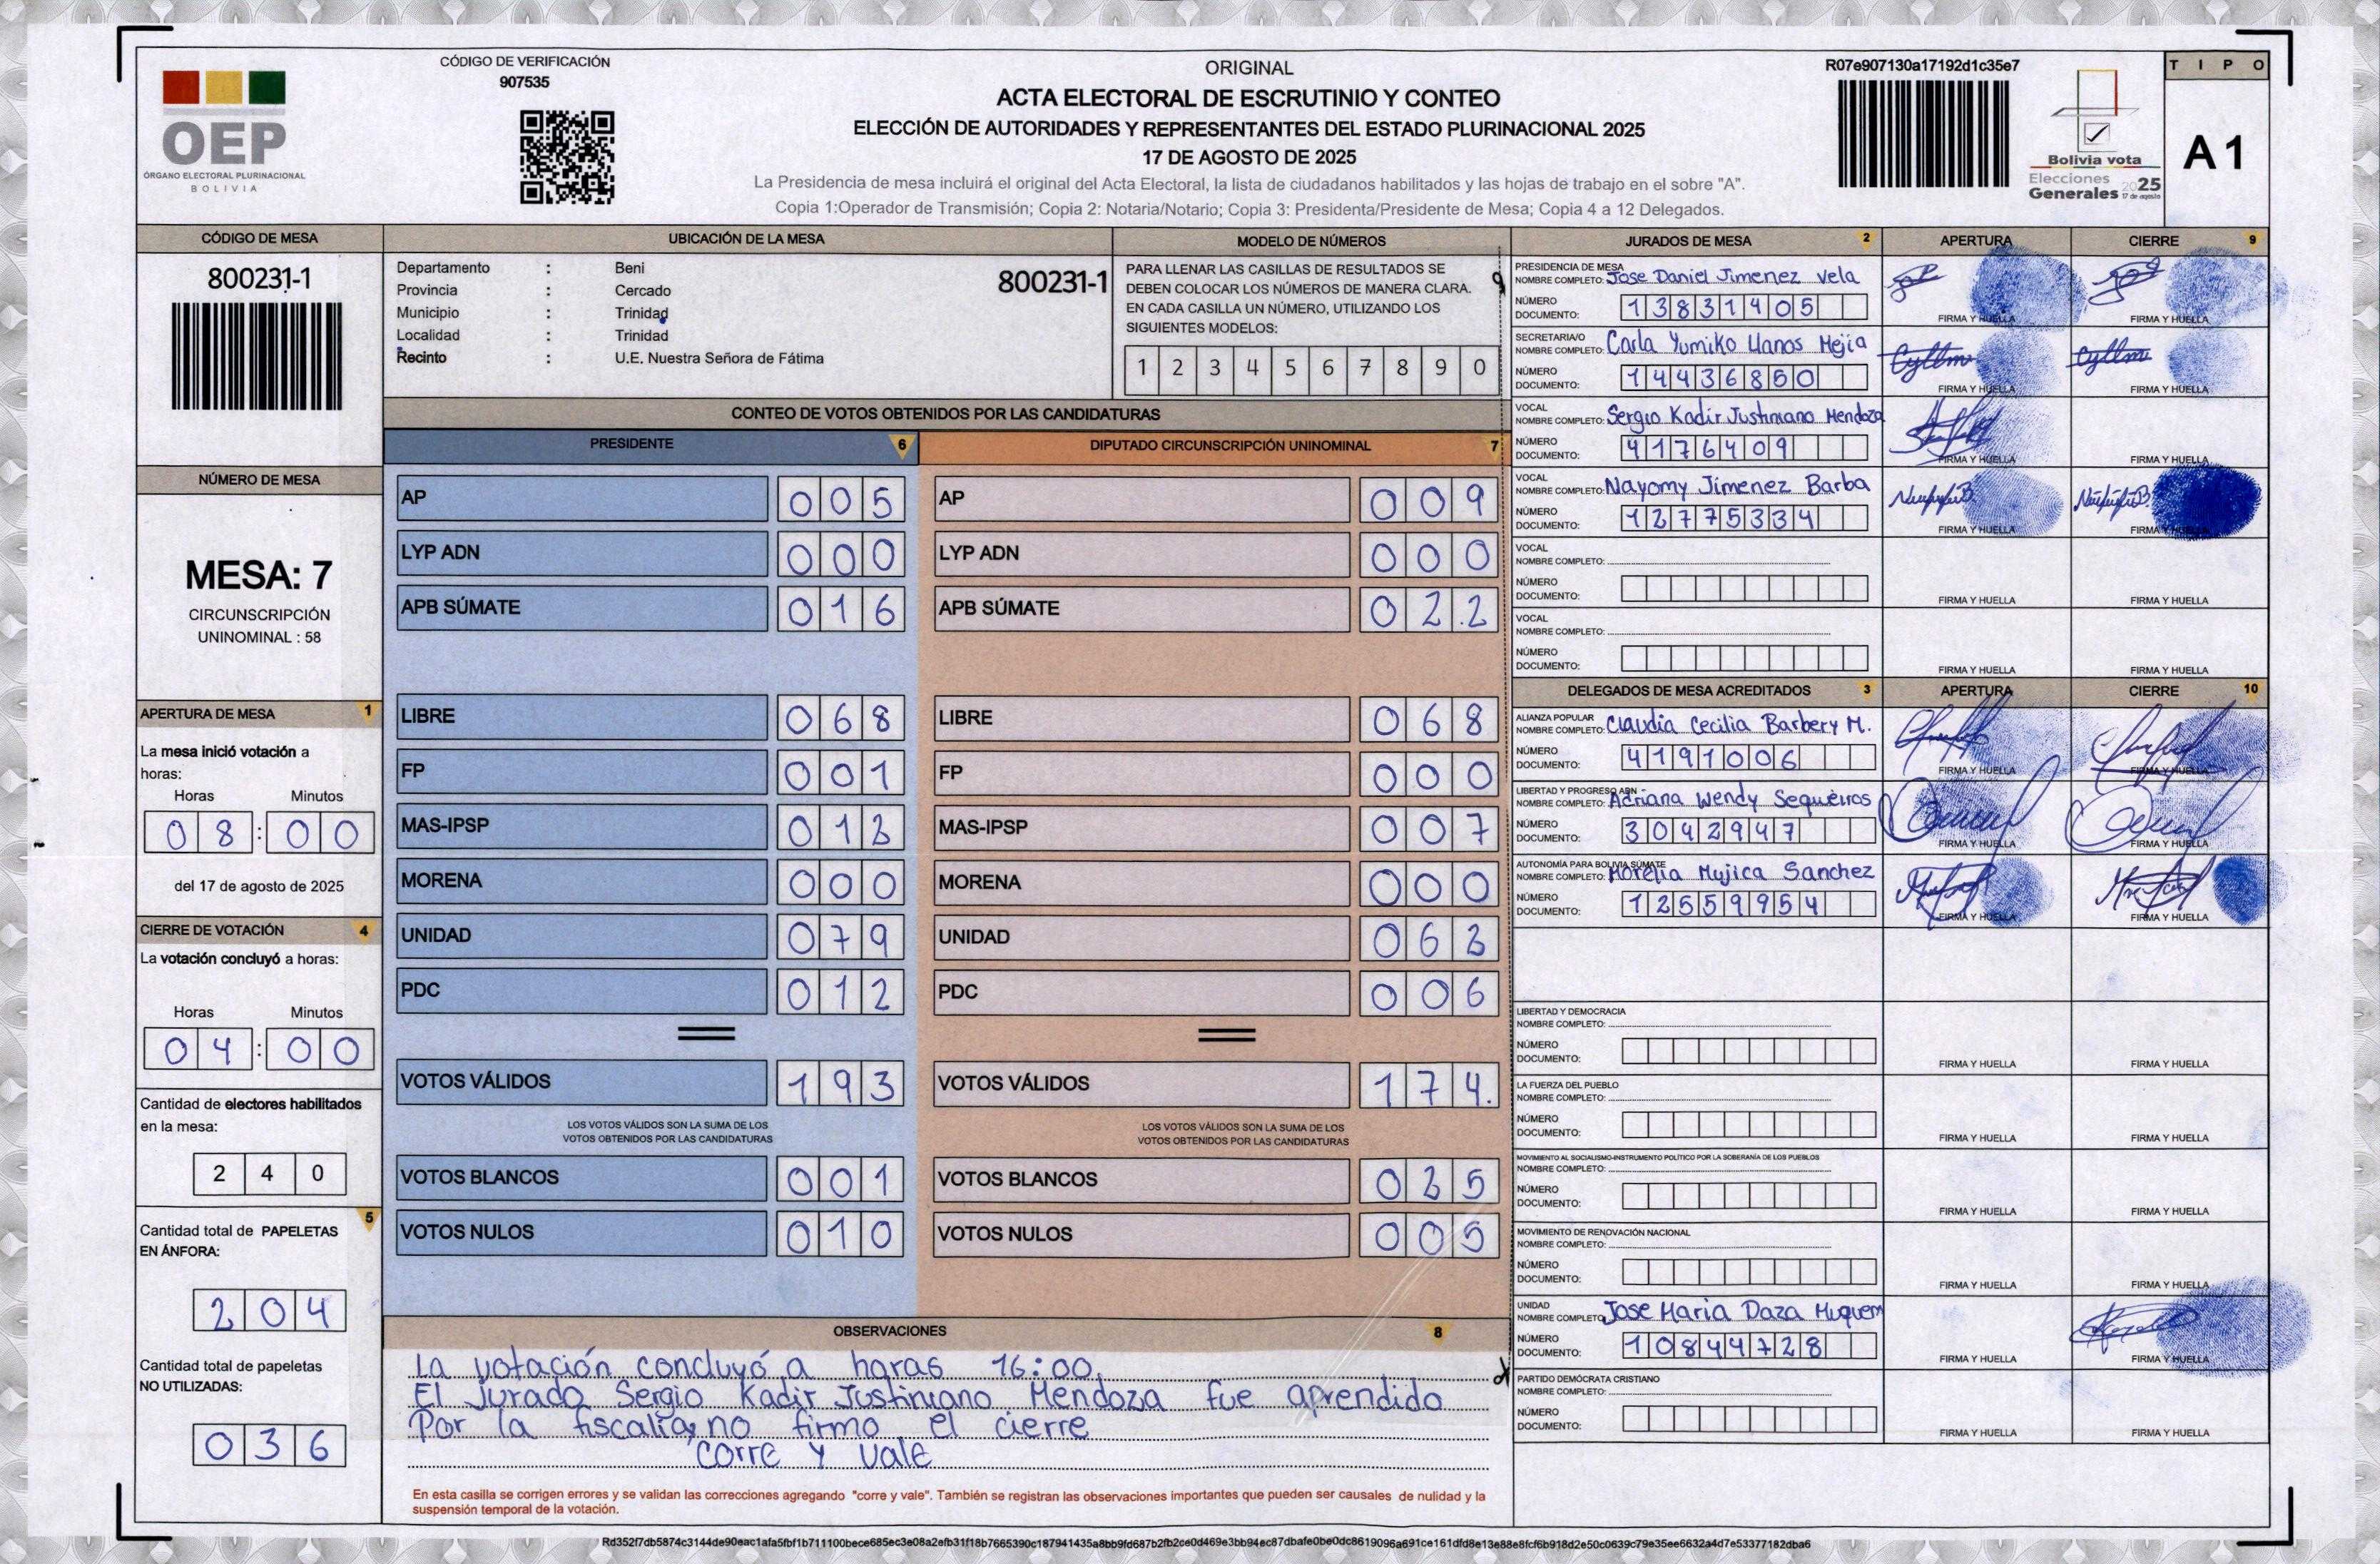 CÓDIGO DE VERIFICACIÓN
907535
OEP
ÓRGANO ELECTORAL PLURINACIONAL
BOLIVIA
ORIGINAL
ACTA ELECTORAL DE ESCRUTINIO Y CONTEO
ELECCIÓN DE AUTORIDADES Y REPRESENTANTES DEL ESTADO PLURINACIONAL 2025
17 DE AGOSTO DE 2025
La Presidencia de mesa incluirá el original del Acta Electoral, la lista de ciudadanos habilitados y las hojas de trabajo en el sobre "A".
Copia 1:Operador de Transmisión; Copia 2: Notaria/Notario; Copia 3: Presidenta/Presidente de Mesa; Copia 4 a 12 Delegados.
R07e907130a17192d1c35e7
Bolivia vota
Elecciones
Generales 2025
17 de agosto
TIPO
A1
CÓDIGO DE MESA
800231-1
NÚMERO DE MESA
MESA: 7
CIRCUNSCRIPCIÓN
UNINOMINAL : 58
APERTURA DE MESA 1
La mesa inició votación a
horas:
Horas Minutos
08:00
del 17 de agosto de 2025
CIERRE DE VOTACIÓN 4
La votación concluyó a horas:
Horas Minutos
04:00
Cantidad de electores habilitados
en la mesa:
240
5
Cantidad total de PAPELETAS
EN ÁNFORA:
204
Cantidad total de papeletas
NO UTILIZADAS:
036
UBICACIÓN DE LA MESA
Departamento : Beni
Provincia : Cercado
Municipio : Trinidad
Localidad : Trinidad
Recinto : U.E. Nuestra Señora de Fátima
800231-1
MODELO DE NÚMEROS
PARA LLENAR LAS CASILLAS DE RESULTADOS SE
DEBEN COLOCAR LOS NÚMEROS DE MANERA CLARA.
EN CADA CASILLA UN NÚMERO, UTILIZANDO LOS
SIGUIENTES MODELOS:
1 2 3 4 5 6 7 8 9 0
CONTEO DE VOTOS OBTENIDOS POR LAS CANDIDATURAS
PRESIDENTE 6
AP 005
LYP ADN 000
APB SÚMATE 016
LIBRE 068
FP 001
MAS-IPSP 012
MORENA 000
UNIDAD 079
PDC 012
VOTOS VÁLIDOS 193
LOS VOTOS VÁLIDOS SON LA SUMA DE LOS
VOTOS OBTENIDOS POR LAS CANDIDATURAS
VOTOS BLANCOS 001
VOTOS NULOS 010
DIPUTADO CIRCUNSCRIPCIÓN UNINOMINAL 7
AP 009
LYP ADN 000
APB SÚMATE 022
LIBRE 068
FP 000
MAS-IPSP 007
MORENA 000
UNIDAD 062
PDC 006
VOTOS VÁLIDOS 174.
LOS VOTOS VÁLIDOS SON LA SUMA DE LOS
VOTOS OBTENIDOS POR LAS CANDIDATURAS
VOTOS BLANCOS 025
VOTOS NULOS 005
OBSERVACIONES 8
La votación concluyó a horas 16:00
El Jurado Sergio Kadir Justiniano Mendoza fue aprendido
Por la fiscalia, no firmo el cierre
corre y vale
En esta casilla se corrigen errores y se validan las correcciones agregando "corre y vale". También se registran las observaciones importantes que pueden ser causales de nulidad y la
suspensión temporal de la votación.
JURADOS DE MESA 2 APERTURA CIERRE 9
PRESIDENCIA DE MESA
NOMBRE COMPLETO: Jose Daniel Jimenez Vela
NÚMERO
DOCUMENTO: 13831405
FIRMA Y HUELLA FIRMA Y HUELLA
SECRETARIA/O
NOMBRE COMPLETO: Carla Yumiko Llanos Mejia
NÚMERO
DOCUMENTO: 14436850
FIRMA Y HUELLA FIRMA Y HUELLA
VOCAL
NOMBRE COMPLETO: Sergio Kadir Justiniano Mendoza
NÚMERO
DOCUMENTO: 4176409
FIRMA Y HUELLA FIRMA Y HUELLA
VOCAL
NOMBRE COMPLETO: Nayomy Jimenez Barba
NÚMERO
DOCUMENTO: 12775334
FIRMA Y HUELLA FIRMA Y HUELLA
VOCAL
NOMBRE COMPLETO:
NÚMERO
DOCUMENTO:
FIRMA Y HUELLA FIRMA Y HUELLA
VOCAL
NOMBRE COMPLETO:
NÚMERO
DOCUMENTO:
FIRMA Y HUELLA FIRMA Y HUELLA
DELEGADOS DE MESA ACREDITADOS 3 APERTURA CIERRE 10
ALIANZA POPULAR
NOMBRE COMPLETO: Claudia Cecilia Barbery M.
NÚMERO
DOCUMENTO: 4191006
FIRMA Y HUELLA FIRMA Y HUELLA
LIBERTAD Y PROGRESO ADN
NOMBRE COMPLETO: Adriana Wendy Sequeiros
NÚMERO
DOCUMENTO: 3042947
FIRMA Y HUELLA FIRMA Y HUELLA
AUTONOMÍA PARA BOLIVIA SÚMATE
NOMBRE COMPLETO: Morelia Mujica Sanchez
NÚMERO
DOCUMENTO: 12559954
FIRMA Y HUELLA FIRMA Y HUELLA
LIBERTAD Y DEMOCRACIA
NOMBRE COMPLETO:
NÚMERO
DOCUMENTO:
FIRMA Y HUELLA FIRMA Y HUELLA
LA FUERZA DEL PUEBLO
NOMBRE COMPLETO:
NÚMERO
DOCUMENTO:
FIRMA Y HUELLA FIRMA Y HUELLA
MOVIMIENTO AL SOCIALISMO-INSTRUMENTO POLÍTICO POR LA SOBERANÍA DE LOS PUEBLOS
NOMBRE COMPLETO:
NÚMERO
DOCUMENTO:
FIRMA Y HUELLA FIRMA Y HUELLA
MOVIMIENTO DE RENOVACIÓN NACIONAL
NOMBRE COMPLETO:
NÚMERO
DOCUMENTO:
FIRMA Y HUELLA FIRMA Y HUELLA
UNIDAD
NOMBRE COMPLETO: Jose Maria Daza
NÚMERO
DOCUMENTO: 10844728
FIRMA Y HUELLA FIRMA Y HUELLA
PARTIDO DEMÓCRATA CRISTIANO
NOMBRE COMPLETO:
NÚMERO
DOCUMENTO:
FIRMA Y HUELLA FIRMA Y HUELLA